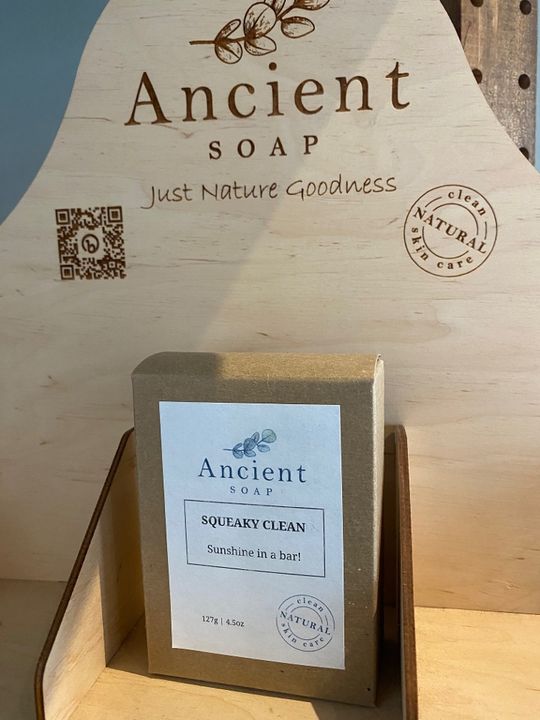 Ancient
SOAP
Just Nature Goodness
clean
NATURAL
skin care
Ancient
SOAP
SQUEAKY CLEAN
Sunshine in a bar!
127g | 4.5oz
clean
NATURAL
skin care